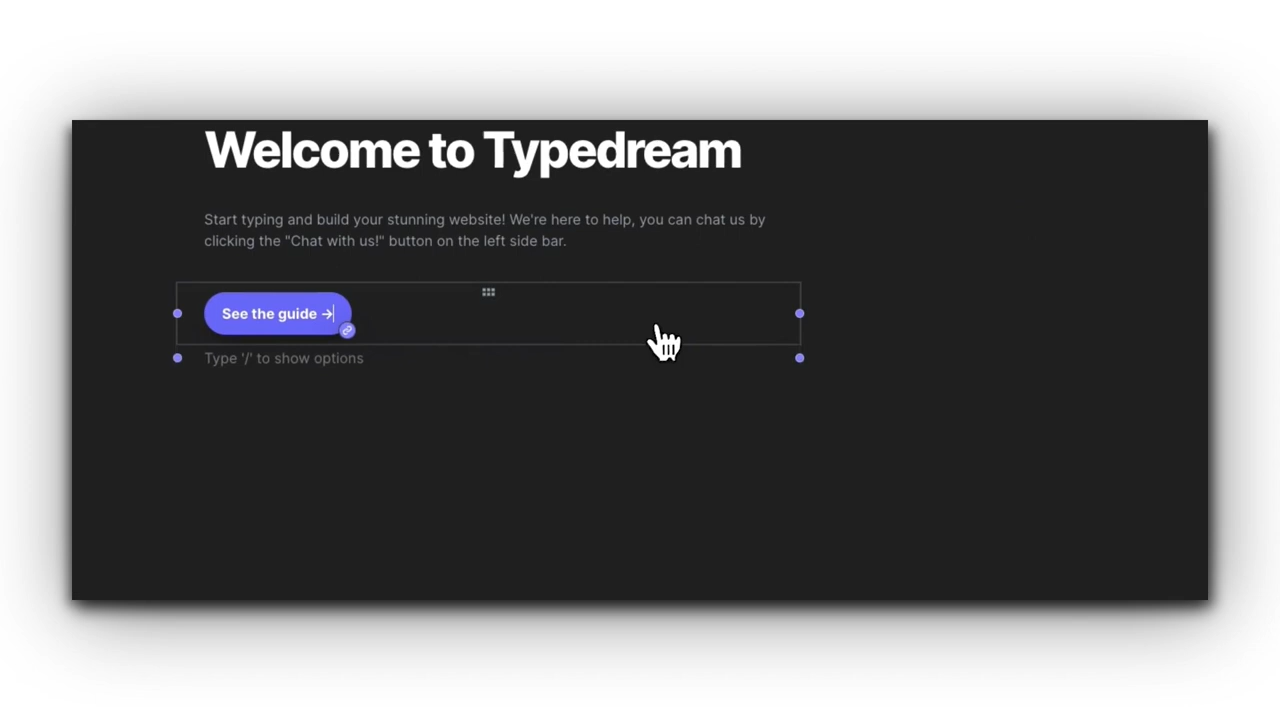 Welcome to Typedream
Start typing and build your stunning website! We're here to help, you can chat us by
clicking the "Chat with us!" button on the left side bar.
See the guide →
Type '/' to show options